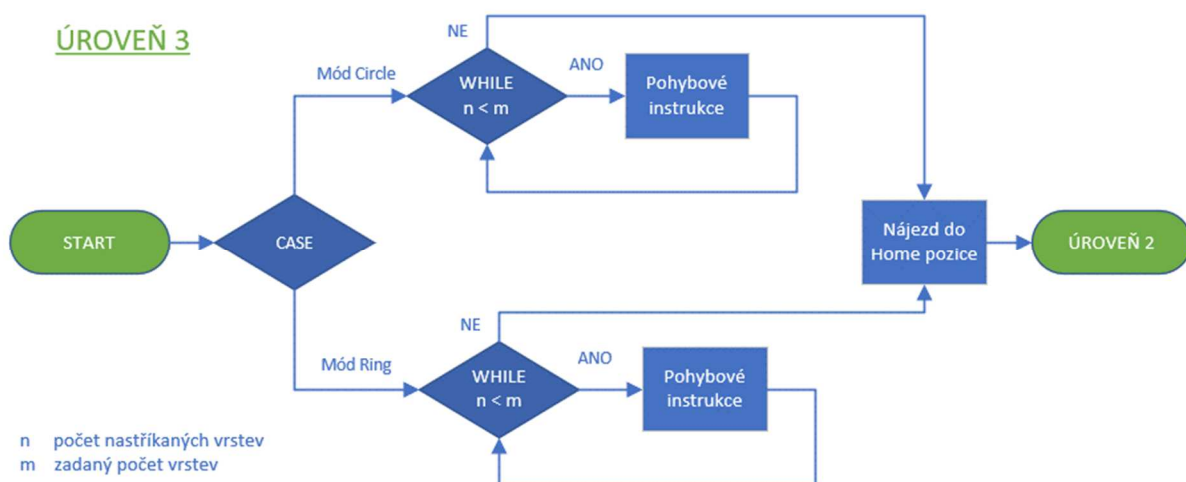 ÚROVEŇ 3
NE
Mód Circle
WHILE
n < m
ANO
Pohybové
instrukce
START
CASE
Nájezd do
Home pozice
ÚROVEŇ 2
NE
Mód Ring
WHILE
n < m
ANO
Pohybové
instrukce
n počet nastříkaných vrstev
m zadaný počet vrstev